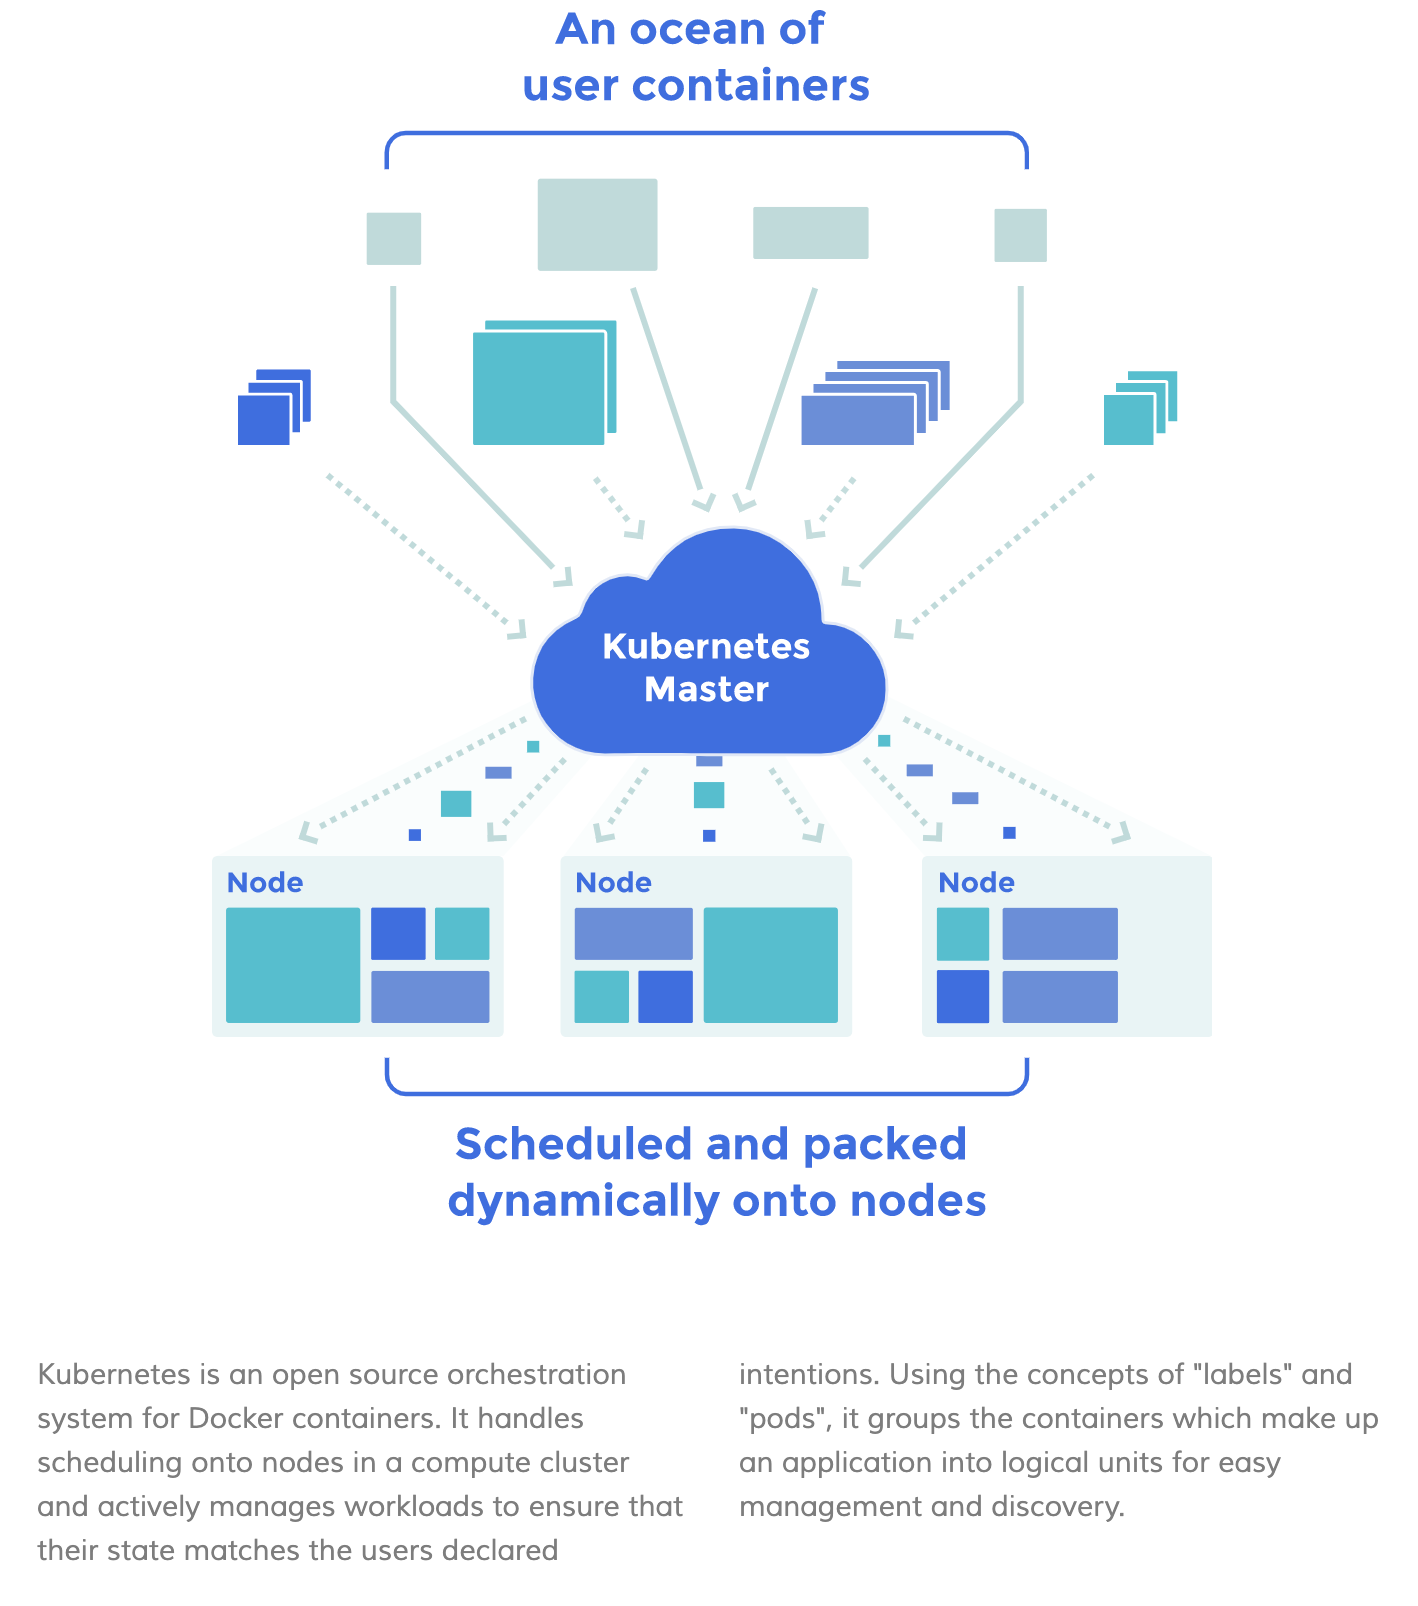 An ocean of
user containers
Kubernetes
Master
Node
Node
Node
Scheduled and packed
dynamically onto nodes
Kubernetes is an open source orchestration
system for Docker containers. It handles
scheduling onto nodes in a compute cluster
and actively manages workloads to ensure that
their state matches the users declared
intentions. Using the concepts of "labels" and
"pods", it groups the containers which make up
an application into logical units for easy
management and discovery.